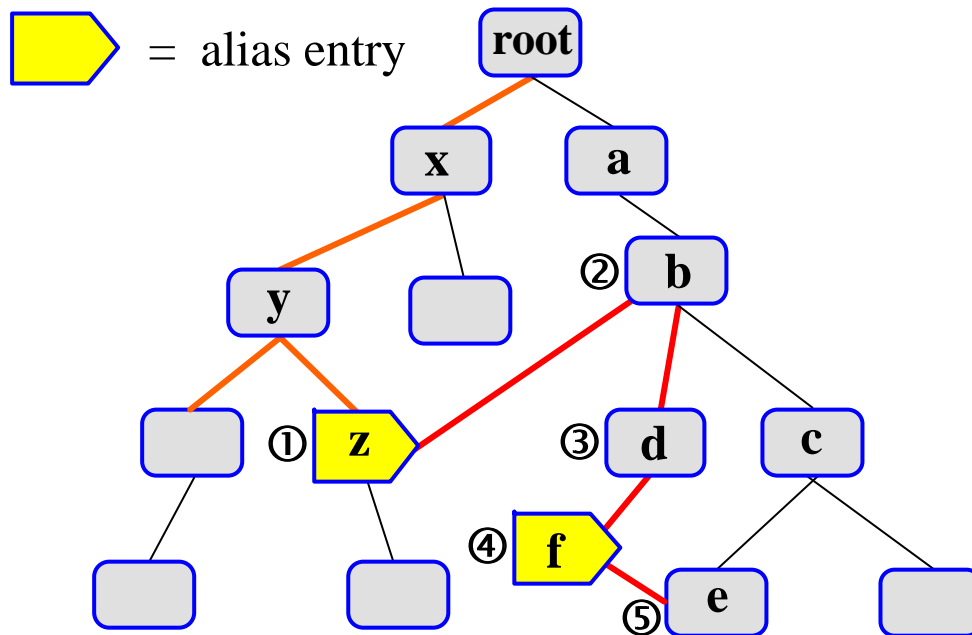 root
= alias entry
x
a
② b
y
① z
③ d
c
④ f
e
⑤